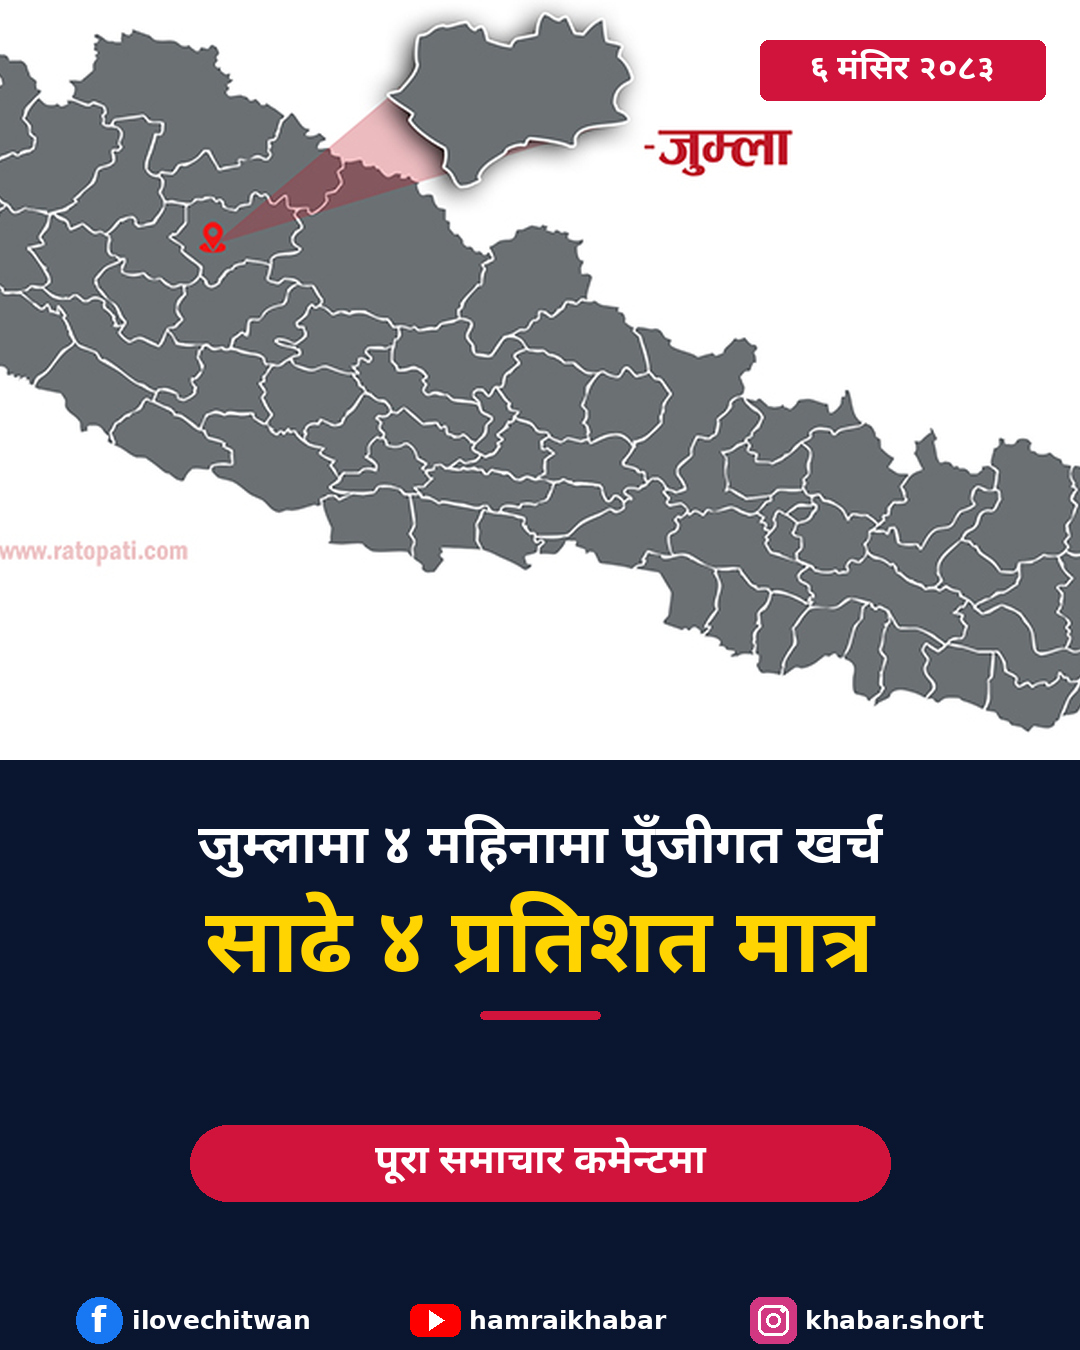 ६ मंसिर २०८३
-जुम्ला
www.ratopati.com
जुम्लामा ४ महिनामा पुँजीगत खर्च
साढे ४ प्रतिशत मात्र
पूरा समाचार कमेन्टमा
ilovechitwan
hamraikhabar
khabar.short